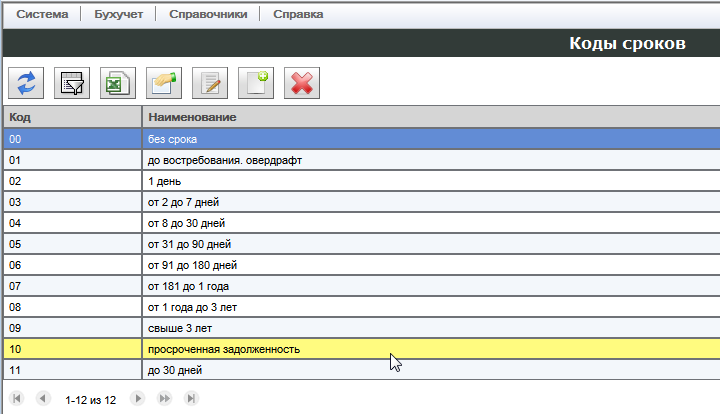 Система Бухучет Справочники Справка
Коды сроков
Код Наименование
00 без срока
01 до востребования. овердрафт
02 1 день
03 от 2 до 7 дней
04 от 8 до 30 дней
05 от 31 до 90 дней
06 от 91 до 180 дней
07 от 181 до 1 года
08 от 1 года до 3 лет
09 свыше 3 лет
10 просроченная задолженность
11 до 30 дней
1-12 из 12